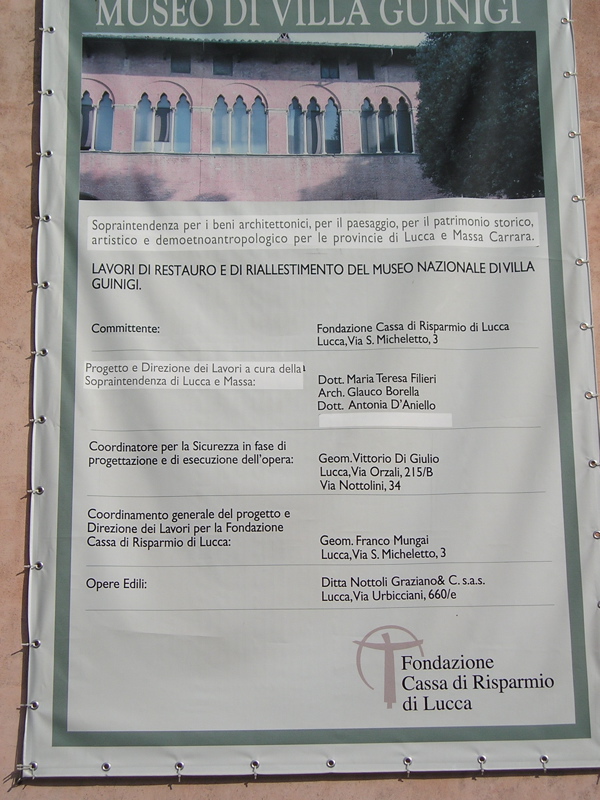 MUSEO DI VILLA GUINIGI
Sopraintendenza per i beni architettonici, per il paesaggio, per il patrimonio storico,
artistico e demoetnoantropologico per le provincie di Lucca e Massa Carrara.
LAVORI DI RESTAURO E DI RIALLESTIMENTO DEL MUSEO NAZIONALE DI VILLA
GUINIGI.
Committente:
Fondazione Cassa di Risparmio di Lucca
Lucca, Via S. Micheletto, 3
Progetto e Direzione dei Lavori a cura della
Sopraintendenza di Lucca e Massa:
Dott. Maria Teresa Filieri
Arch. Glauco Borella
Dott. Antonia D'Aniello
Coordinatore per la Sicurezza in fase di
progettazione e di esecuzione dell'opera:
Geom. Vittorio Di Giulio
Lucca, Via Orzali, 215/B
Via Nottolini, 34
Coordinamento generale del progetto e
Direzione dei Lavori per la Fondazione
Cassa di Risparmio di Lucca:
Geom. Franco Mungai
Lucca, Via S. Micheletto, 3
Opere Edili:
Ditta Nottoli Graziano & C. s.a.s.
Lucca, Via Urbicciani, 660/e
Fondazione
Cassa di Risparmio
di Lucca